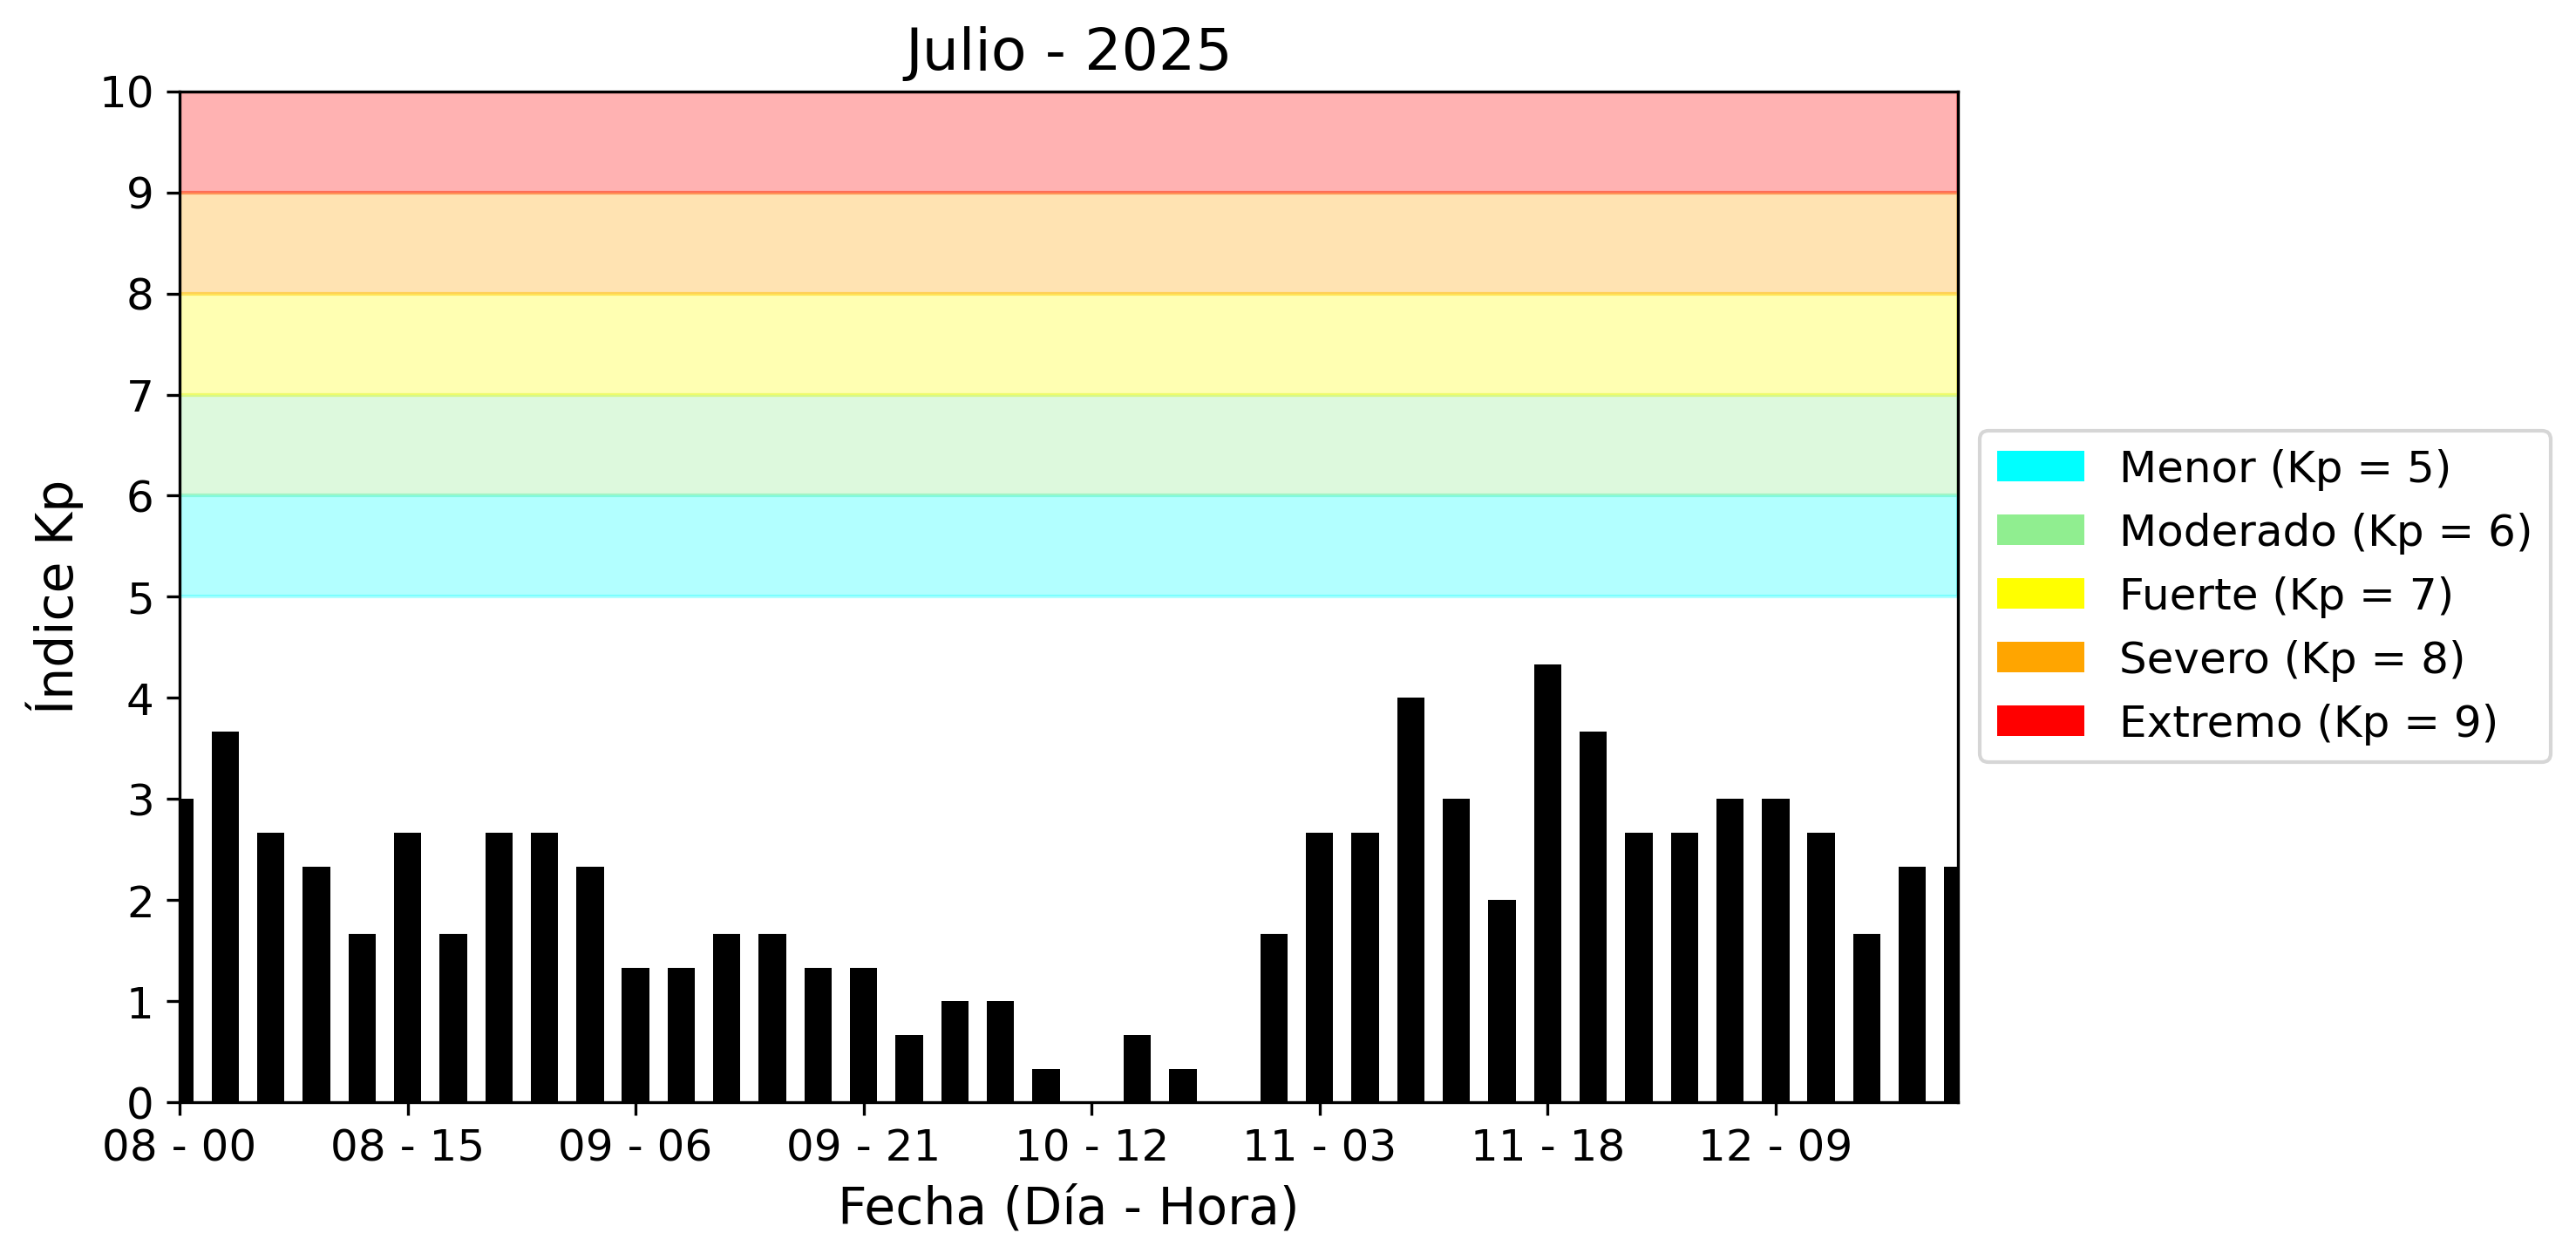 Julio - 2025
10
9
8
7
6
5
4
3
2
1
0
Índice Kp
08 - 00
08 - 15
09 - 06
09 - 21
10 - 12
11 - 03
11 - 18
12 - 09
Fecha (Día - Hora)
Menor (Kp = 5)
Moderado (Kp = 6)
Fuerte (Kp = 7)
Severo (Kp = 8)
Extremo (Kp = 9)